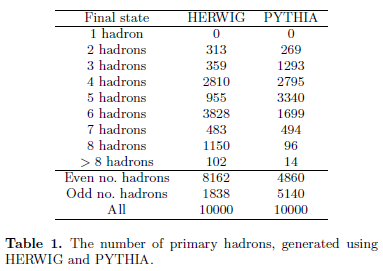 Final state HERWIG PYTHIA
1 hadron 0 0
2 hadrons 313 269
3 hadrons 359 1293
4 hadrons 2810 2795
5 hadrons 955 3340
6 hadrons 3828 1699
7 hadrons 483 494
8 hadrons 1150 96
> 8 hadrons 102 14
Even no. hadrons 8162 4860
Odd no. hadrons 1838 5140
All 10000 10000
Table 1. The number of primary hadrons, generated using
HERWIG and PYTHIA.